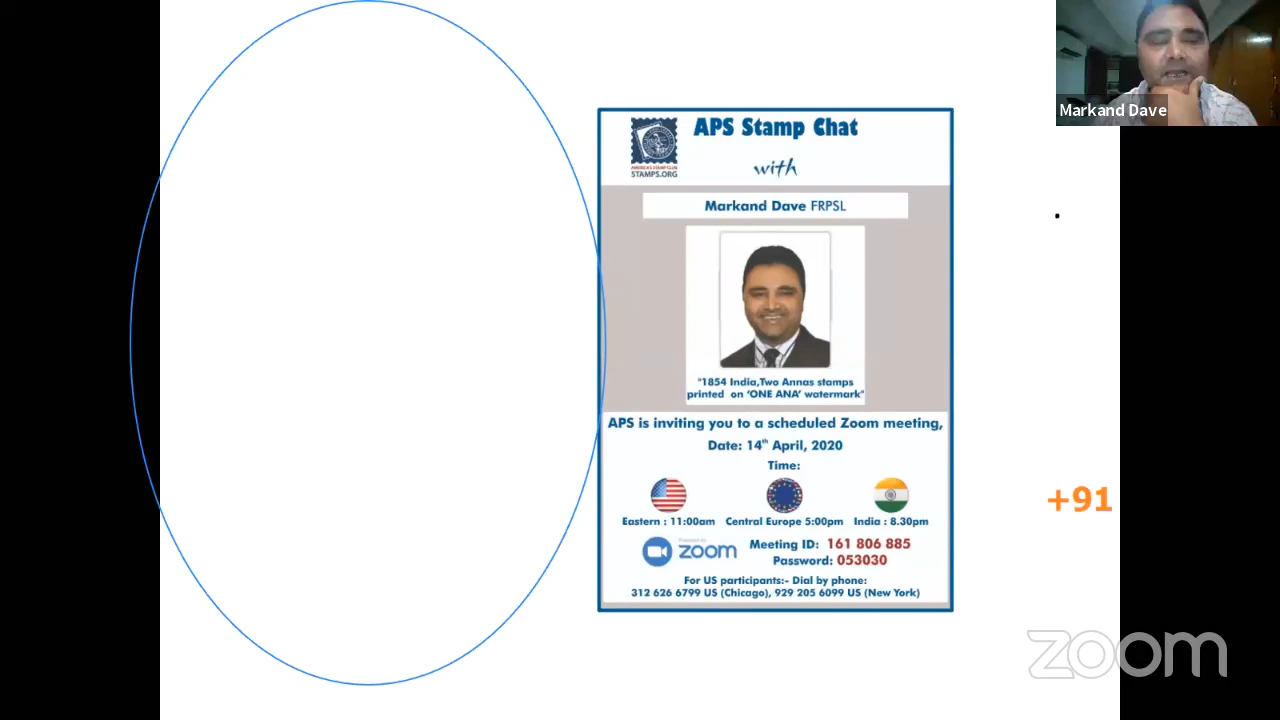 Markand Dave
APS Stamp Chat
AMERICA'S STAMP CLUB
STAMPS.ORG
with
Markand Dave FRPSL
"1854 India,Two Annas stamps
printed on ‘ONE ANA’ watermark"
APS is inviting you to a scheduled Zoom meeting,
Date: 14th April, 2020
Time:
Eastern : 11:00am Central Europe 5:00pm India : 8.30pm
zoom
Meeting ID: 161 806 885
Password: 053030
For US participants:- Dial by phone:
312 626 6799 US (Chicago), 929 205 6099 US (New York)
+91
zoom